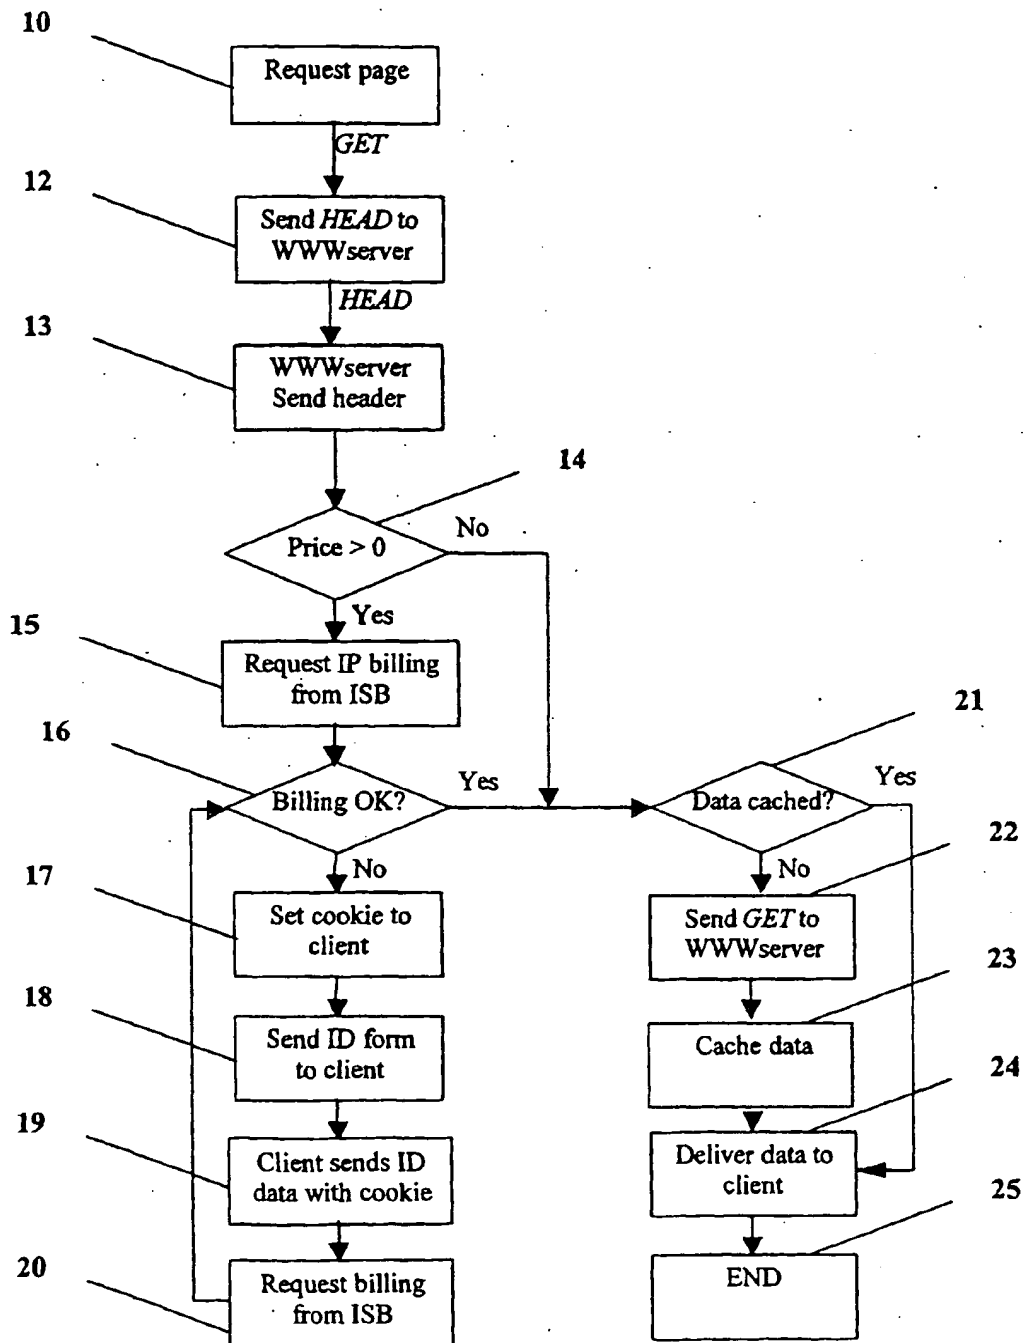 10
Request page
GET
12
Send HEAD to
WWWserver
HEAD
13
WWWserver
Send header
14
Price > 0
No
Yes
15
Request IP billing
from ISB
16
Billing OK?
Yes
No
17
Set cookie to
client
18
Send ID form
to client
19
Client sends ID
data with cookie
20
Request billing
from ISB
21
Data cached?
Yes
No
22
Send GET to
WWWserver
23
Cache data
24
Deliver data to
client
25
END